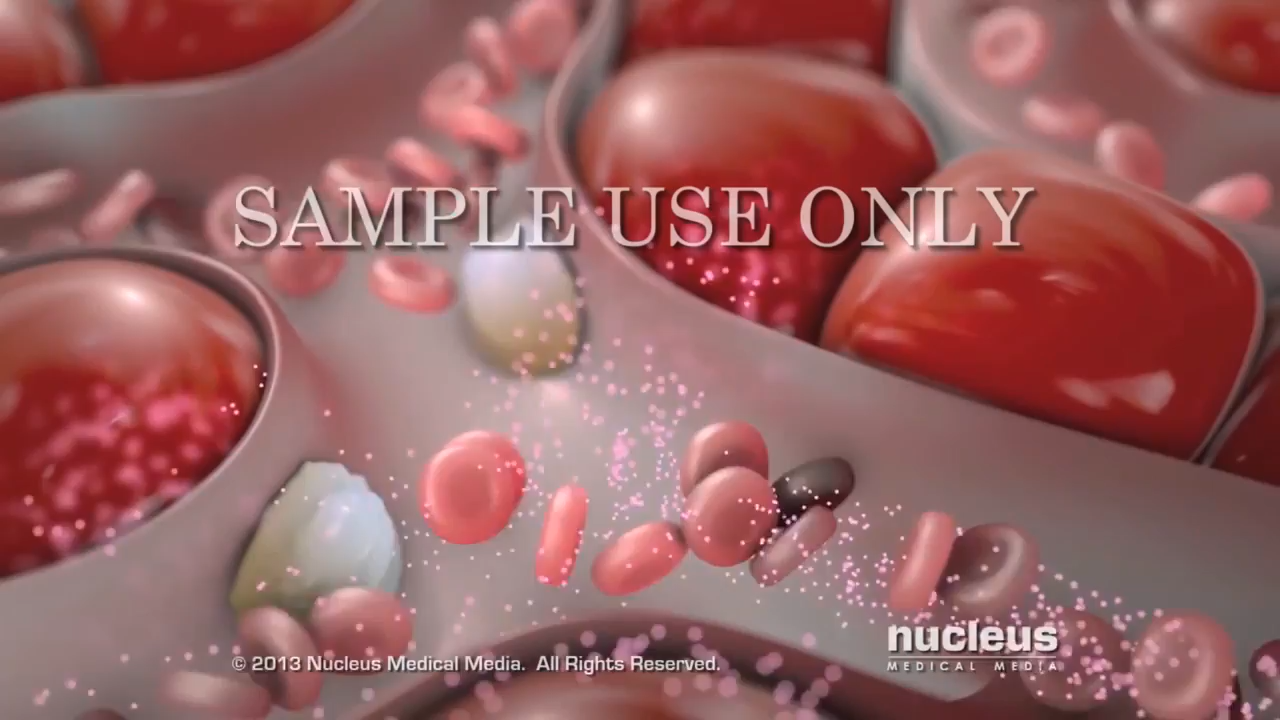 SAMPLE USE ONLY
© 2013 Nucleus Medical Media. All Rights Reserved.
nucleus
MEDICAL MEDIA